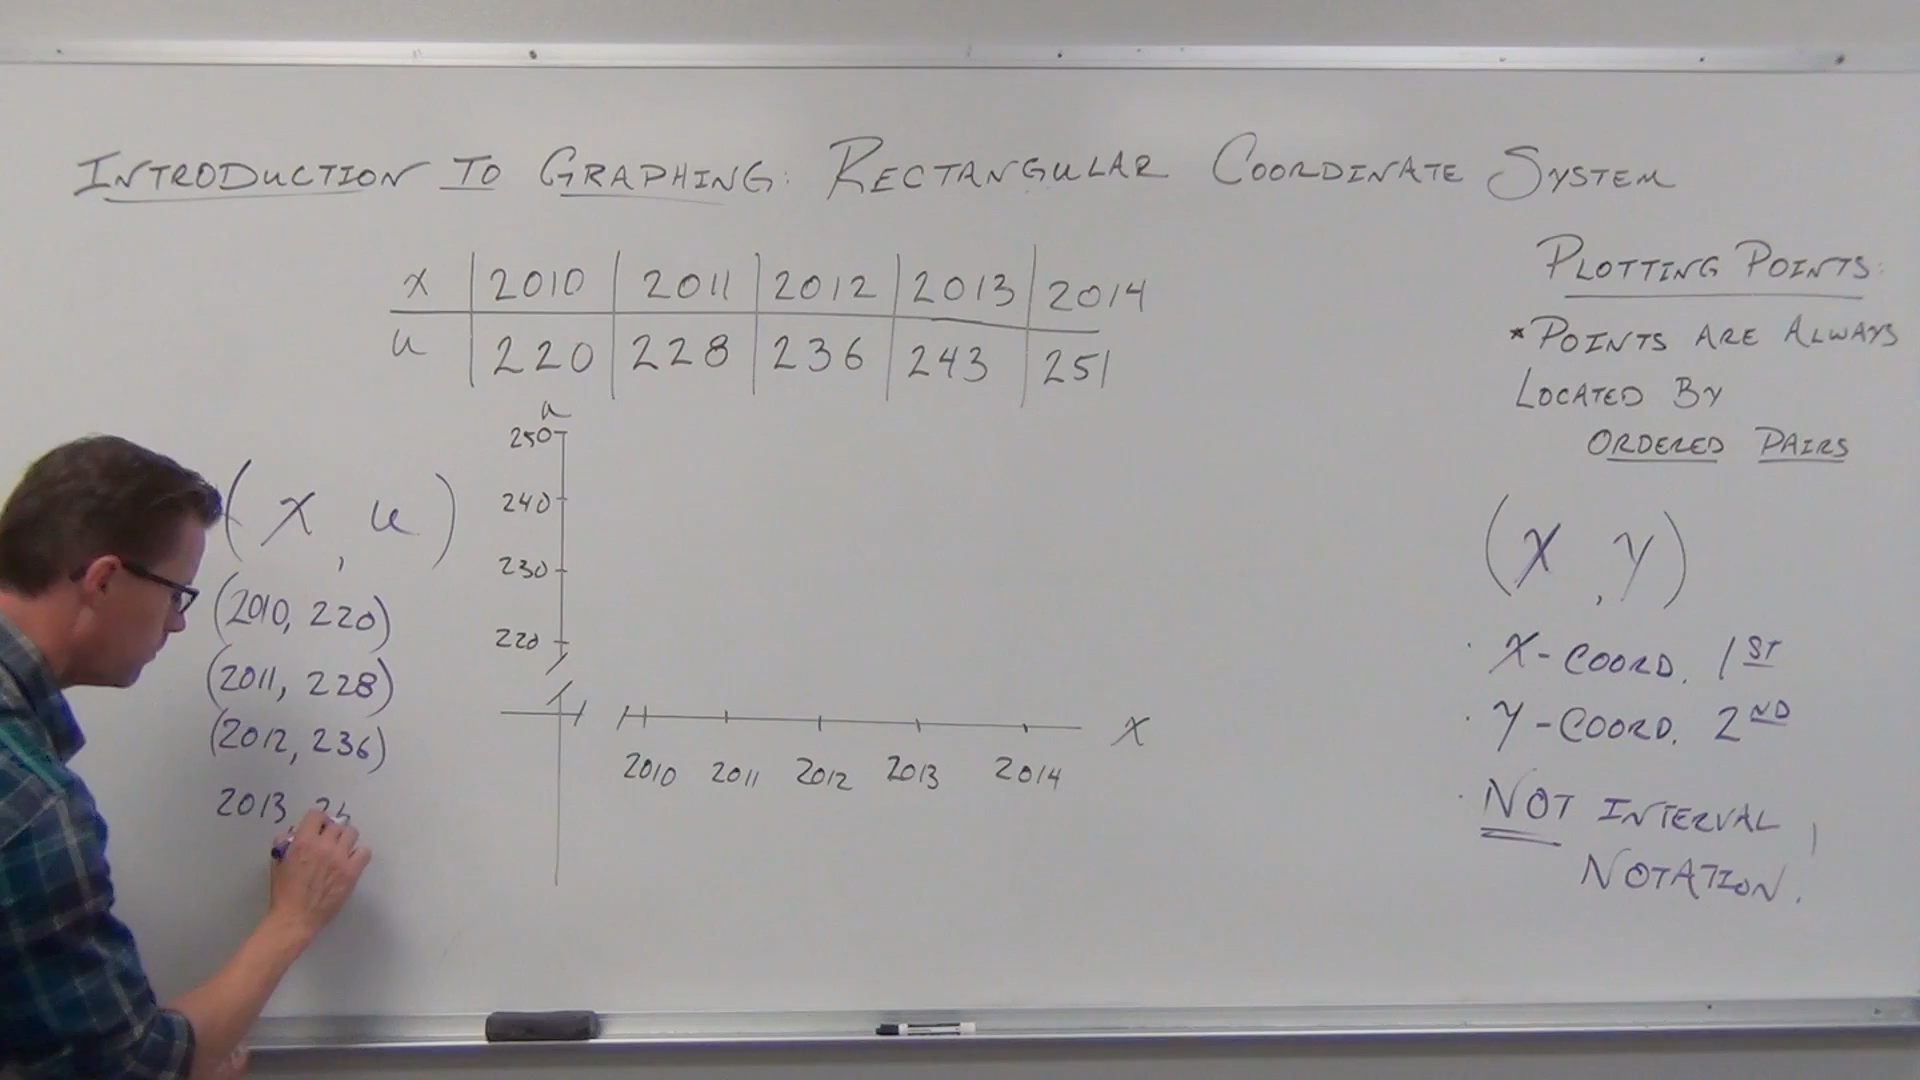 INTRODUCTION TO GRAPHING: RECTANGULAR COORDINATE SYSTEM
x 2010 2011 2012 2013 2014
u 220 228 236 243 251
u
250
240
230
220
2010 2011 2012 2013 2014
X
(x, u)
(2010, 220)
(2011, 228)
(2012, 236)
2013, 24
PLOTTING POINTS:
*POINTS ARE ALWAYS
LOCATED BY
ORDERED PAIRS
(X, Y)
· X-COORD. 1ST
· Y-COORD. 2ND
· NOT INTERVAL
NOTATION.